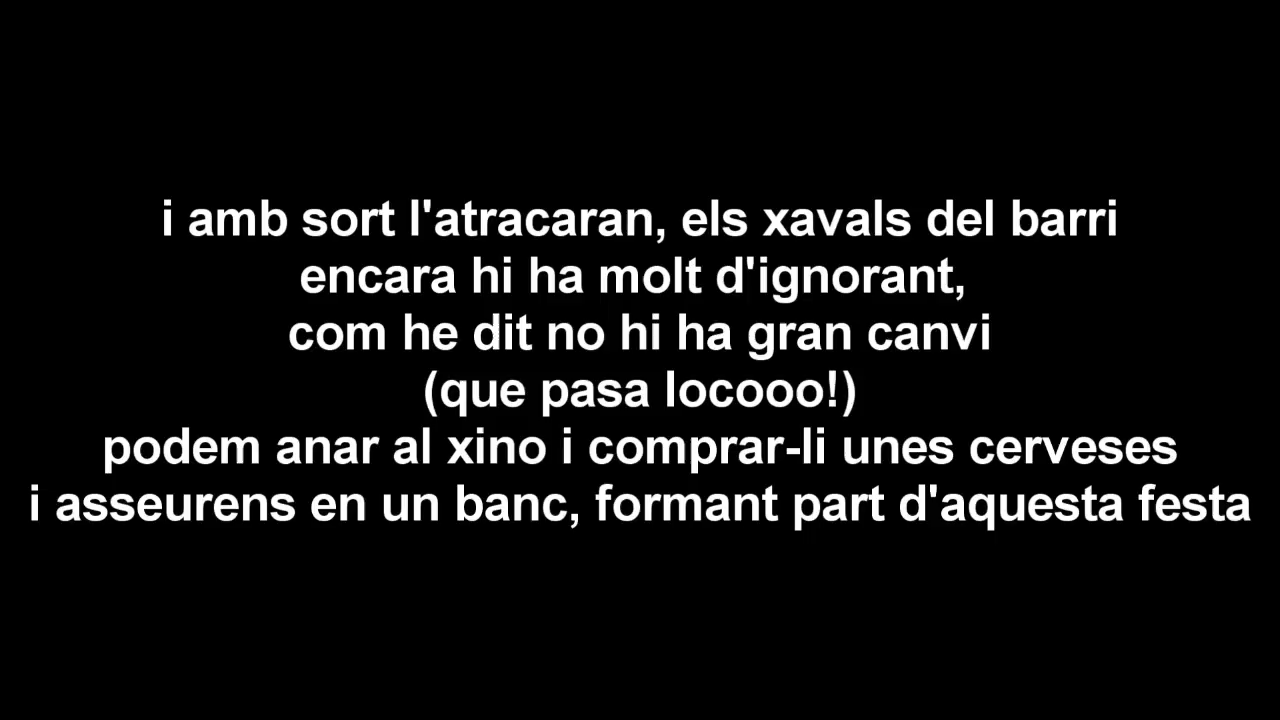 i amb sort l'atracaran, els xavals del barri
encara hi ha molt d'ignorant,
com he dit no hi ha gran canvi
(que pasa locooo!)
podem anar al xino i comprar-li unes cerveses
i asseurens en un banc, formant part d'aquesta festa